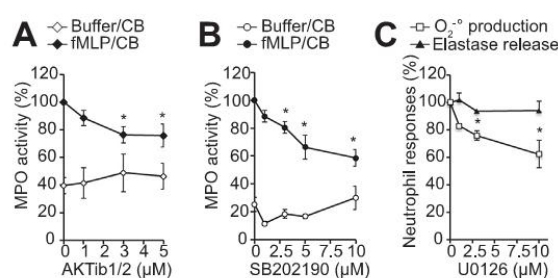 A
Buffer/CB
fMLP/CB
MPO activity (%)
120
100
80
60
40
20
0
*
*
0 1 2 3 4 5
AKTib1/2 (µM)
B
Buffer/CB
fMLP/CB
MPO activity (%)
120
100
80
60
40
20
0
*
*
*
0 2,5 5 7,5 10
SB202190 (µM)
C
O₂⁻° production
Elastase release
Neutrophil responses (%)
120
100
80
60
40
20
0
*
*
0 2,5 5 7,5 10
U0126 (µM)